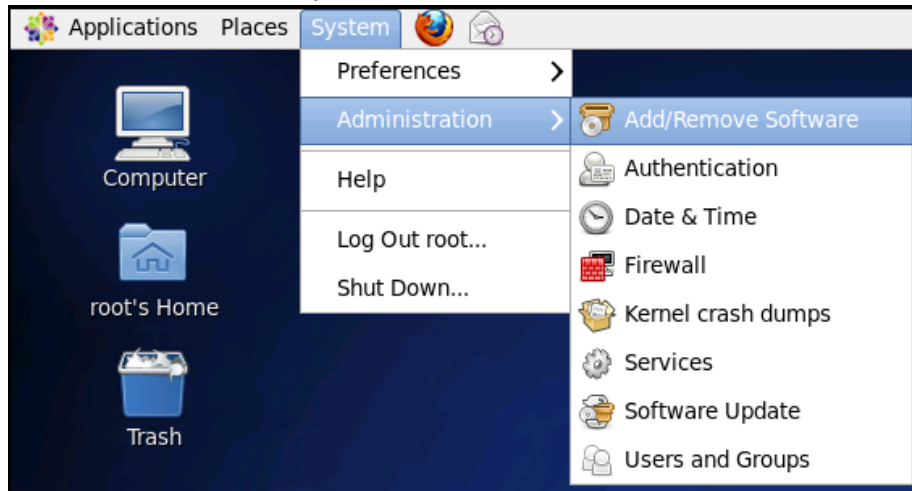 Applications Places System
Preferences
Administration
Add/Remove Software
Authentication
Date & Time
Firewall
Kernel crash dumps
Services
Software Update
Users and Groups
Help
Log Out root...
Shut Down...
Computer
root's Home
Trash